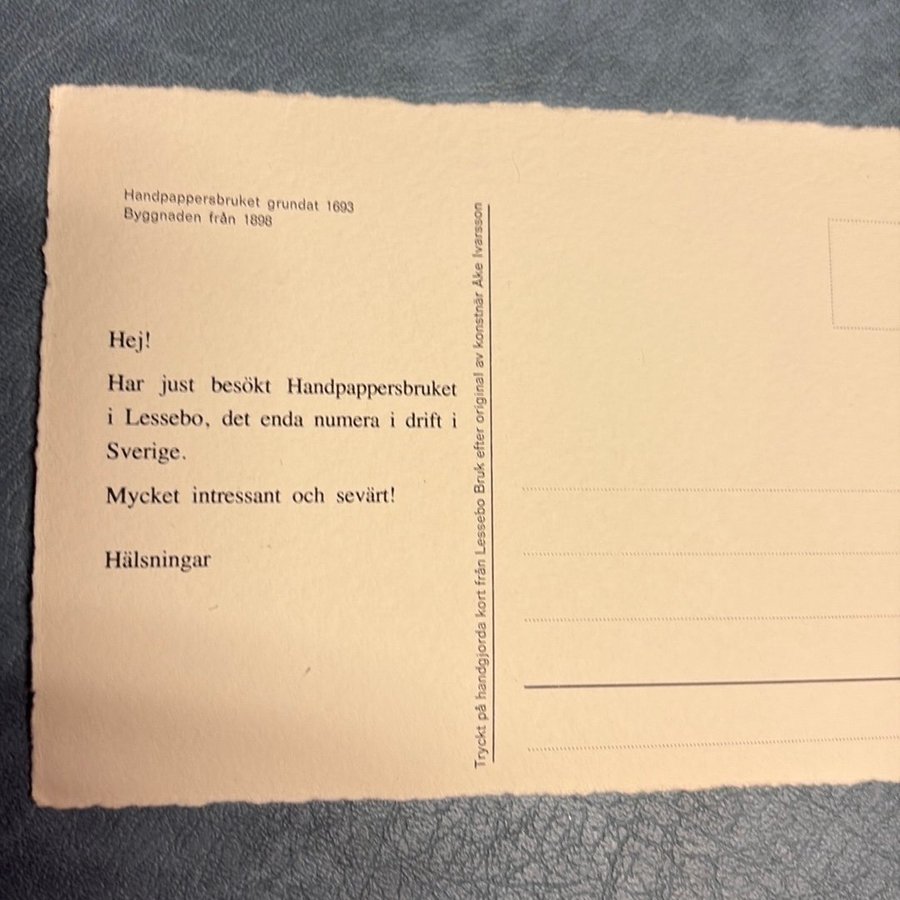 Handpappersbruket grundat 1693
Byggnaden från 1898
Hej!
Har just besökt Handpappersbruket
i Lessebo, det enda numera i drift i
Sverige.
Mycket intressant och sevärt!
Hälsningar
Tryckt på handgjorda kort från Lessebo Bruk efter original av konstnär Åke Ivarsson